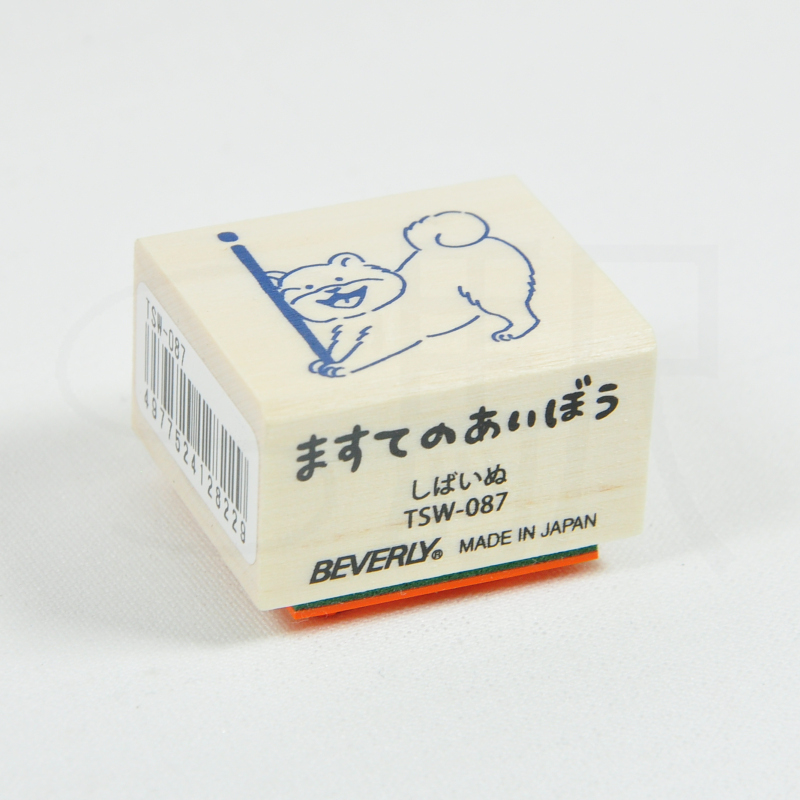 TSW-087
4977524128229
ますてのあいぼう
しばいぬ
TSW-087
BEVERLY® MADE IN JAPAN